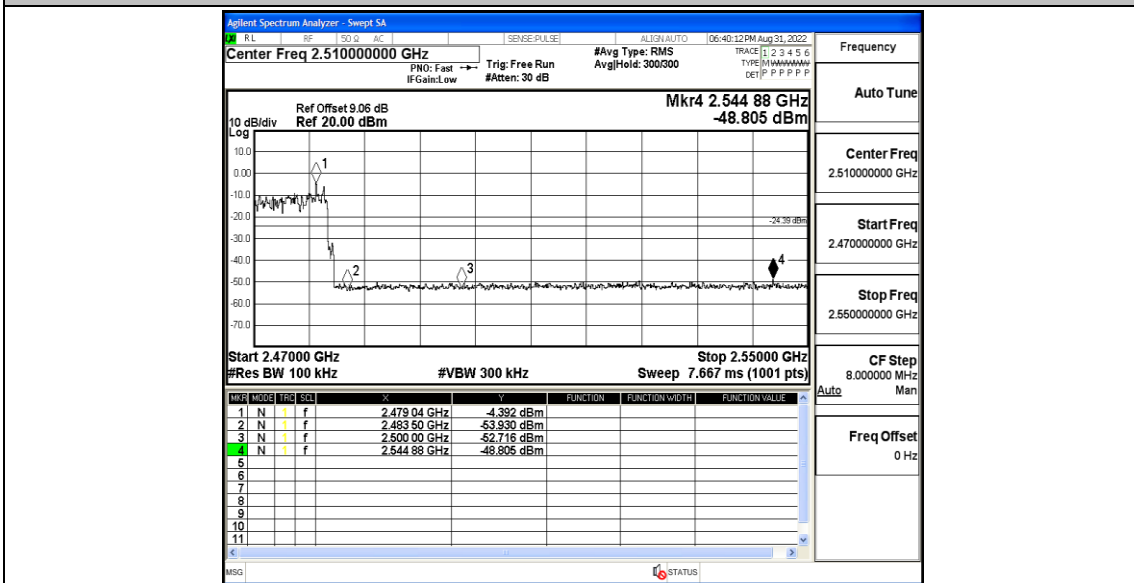 Agilent Spectrum Analyzer - Swept SA
RL RF 50 Ω AC SENSE:PULSE ALIGN AUTO 06:40:12 PM Aug 31, 2022
Center Freq 2.510000000 GHz
PNO: Fast
IFGain:Low
Trig: Free Run
#Atten: 30 dB
#Avg Type: RMS
Avg|Hold: 300/300
TRACE 1 2 3 4 5 6
TYPE M
DET P P P P P P
Ref Offset 9.06 dB
Ref 20.00 dBm
10 dB/div
Log
Mkr4 2.544 88 GHz
-48.805 dBm
10.0
0.00
-10.0
-20.0
-30.0
-40.0
-50.0
-60.0
-70.0
1
2
3
4
-24.39 dBm
Start 2.47000 GHz Stop 2.55000 GHz
#Res BW 100 kHz #VBW 300 kHz Sweep 7.667 ms (1001 pts)
MKR MODE TRC SCL X Y FUNCTION FUNCTION WIDTH FUNCTION VALUE
1 N 1 f 2.479 04 GHz -4.392 dBm
2 N 1 f 2.483 50 GHz -53.930 dBm
3 N 1 f 2.500 00 GHz -52.716 dBm
4 N 1 f 2.544 88 GHz -48.805 dBm
5
6
7
8
9
10
11
MSG STATUS
Frequency
Auto Tune
Center Freq
2.510000000 GHz
Start Freq
2.470000000 GHz
Stop Freq
2.550000000 GHz
CF Step
8.000000 MHz
Auto Man
Freq Offset
0 Hz